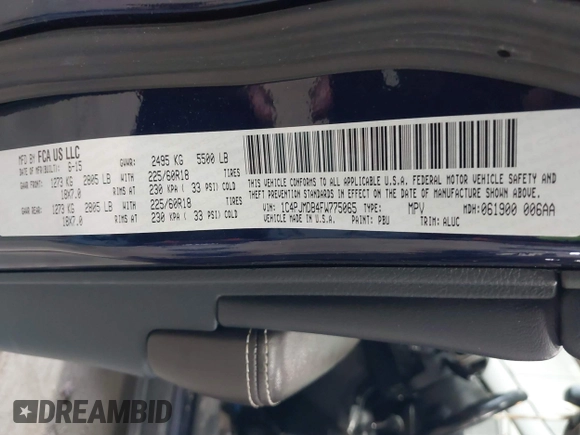 MFD BY FCA US LLC
DATE OF MFR(BUILT): 6-15 GVWR: 2495 KG 5500 LB
GAWR FRONT: 1273 KG 2805 LB WITH 225/60R18 TIRES
18X7.0 RIMS AT 230 KPA ( 33 PSI) COLD
GAWR REAR: 1273 KG 2805 LB WITH 225/60R18 TIRES
18X7.0 RIMS AT 230 KPA ( 33 PSI) COLD
THIS VEHICLE CONFORMS TO ALL APPLICABLE U.S.A. FEDERAL MOTOR VEHICLE SAFETY AND
THEFT PREVENTION STANDARDS IN EFFECT ON THE DATE OF MANUFACTURE SHOWN ABOVE
VIN: 1C4PJMDB4FW775065 TYPE: MPV MDH: 061900 006AA
VEHICLE MADE IN U.S.A. PAINT: PBU TRIM: ALUC
DREAMBID